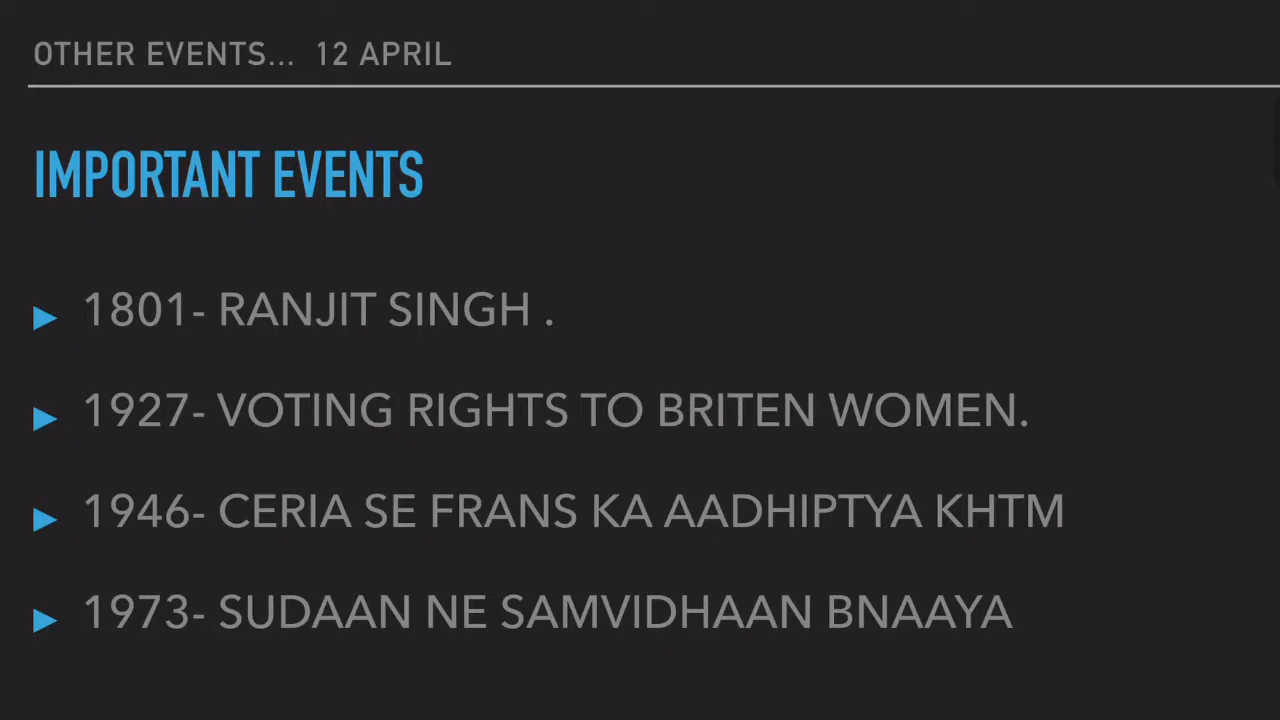 OTHER EVENTS... 12 APRIL
IMPORTANT EVENTS
▶ 1801- RANJIT SINGH .
▶ 1927- VOTING RIGHTS TO BRITEN WOMEN.
▶ 1946- CERIA SE FRANS KA AADHIPTYA KHTM
▶ 1973- SUDAAN NE SAMVIDHAAN BNAAYA